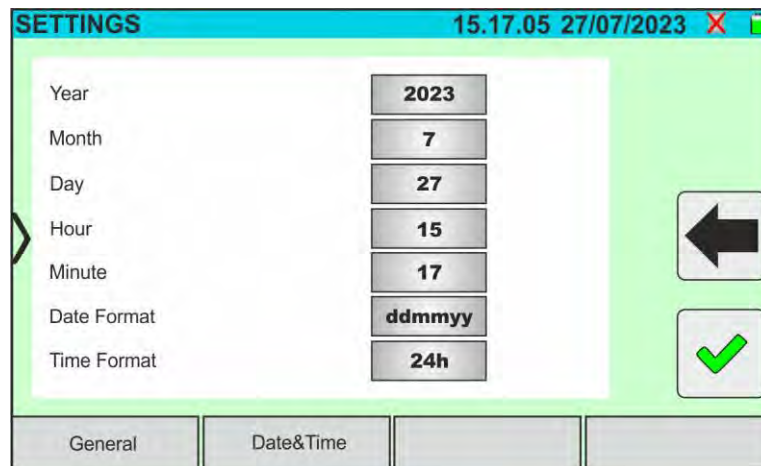 SETTINGS 15.17.05 27/07/2023
Year 2023
Month 7
Day 27
Hour 15
Minute 17
Date Format ddmmyy
Time Format 24h
General Date&Time